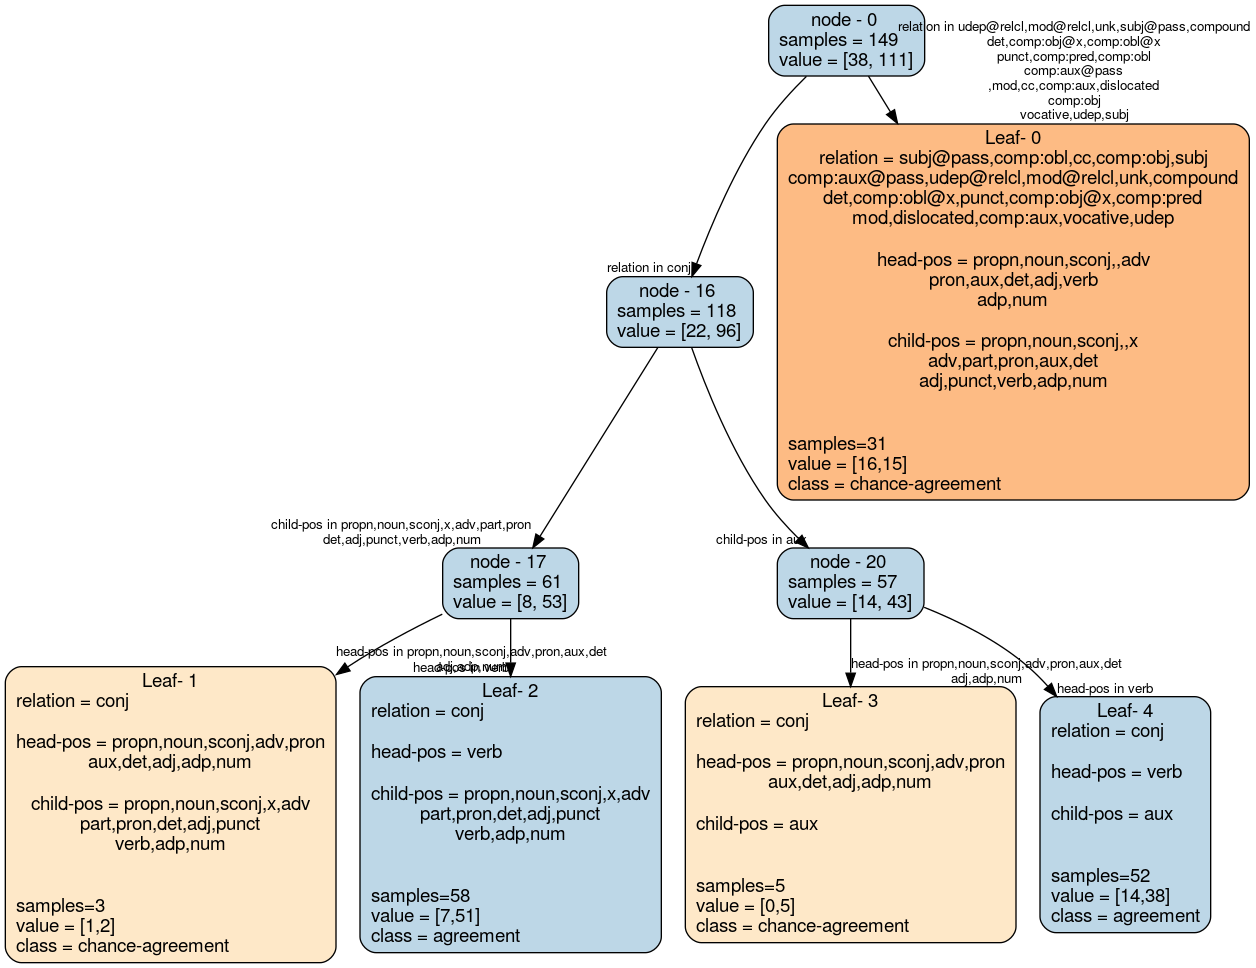 node - 0
samples = 149
value = [38, 111]
relation in udep@relcl,mod@relcl,unk,subj@pass,compound
det,comp:obj@x,comp:obl@x
punct,comp:pred,comp:obl
comp:aux@pass
,mod,cc,comp:aux,dislocated
comp:obj
vocative,udep,subj
Leaf- 0
relation = subj@pass,comp:obl,cc,comp:obj,subj
comp:aux@pass,udep@relcl,mod@relcl,unk,compound
det,comp:obl@x,punct,comp:obj@x,comp:pred
mod,dislocated,comp:aux,vocative,udep
head-pos = propn,noun,sconj,,adv
pron,aux,det,adj,verb
adp,num
child-pos = propn,noun,sconj,,x
adv,part,pron,aux,det
adj,punct,verb,adp,num
samples=31
value = [16,15]
class = chance-agreement
relation in conj
node - 16
samples = 118
value = [22, 96]
child-pos in propn,noun,sconj,x,adv,part,pron
det,adj,punct,verb,adp,num
node - 17
samples = 61
value = [8, 53]
child-pos in aux
node - 20
samples = 57
value = [14, 43]
head-pos in propn,noun,sconj,adv,pron,aux,det
adj,adp,num
Leaf- 1
relation = conj
head-pos = propn,noun,sconj,adv,pron
aux,det,adj,adp,num
child-pos = propn,noun,sconj,x,adv
part,pron,det,adj,punct
verb,adp,num
samples=3
value = [1,2]
class = chance-agreement
head-pos in verb
Leaf- 2
relation = conj
head-pos = verb
child-pos = propn,noun,sconj,x,adv
part,pron,det,adj,punct
verb,adp,num
samples=58
value = [7,51]
class = agreement
head-pos in propn,noun,sconj,adv,pron,aux,det
adj,adp,num
Leaf- 3
relation = conj
head-pos = propn,noun,sconj,adv,pron
aux,det,adj,adp,num
child-pos = aux
samples=5
value = [0,5]
class = chance-agreement
head-pos in verb
Leaf- 4
relation = conj
head-pos = verb
child-pos = aux
samples=52
value = [14,38]
class = agreement